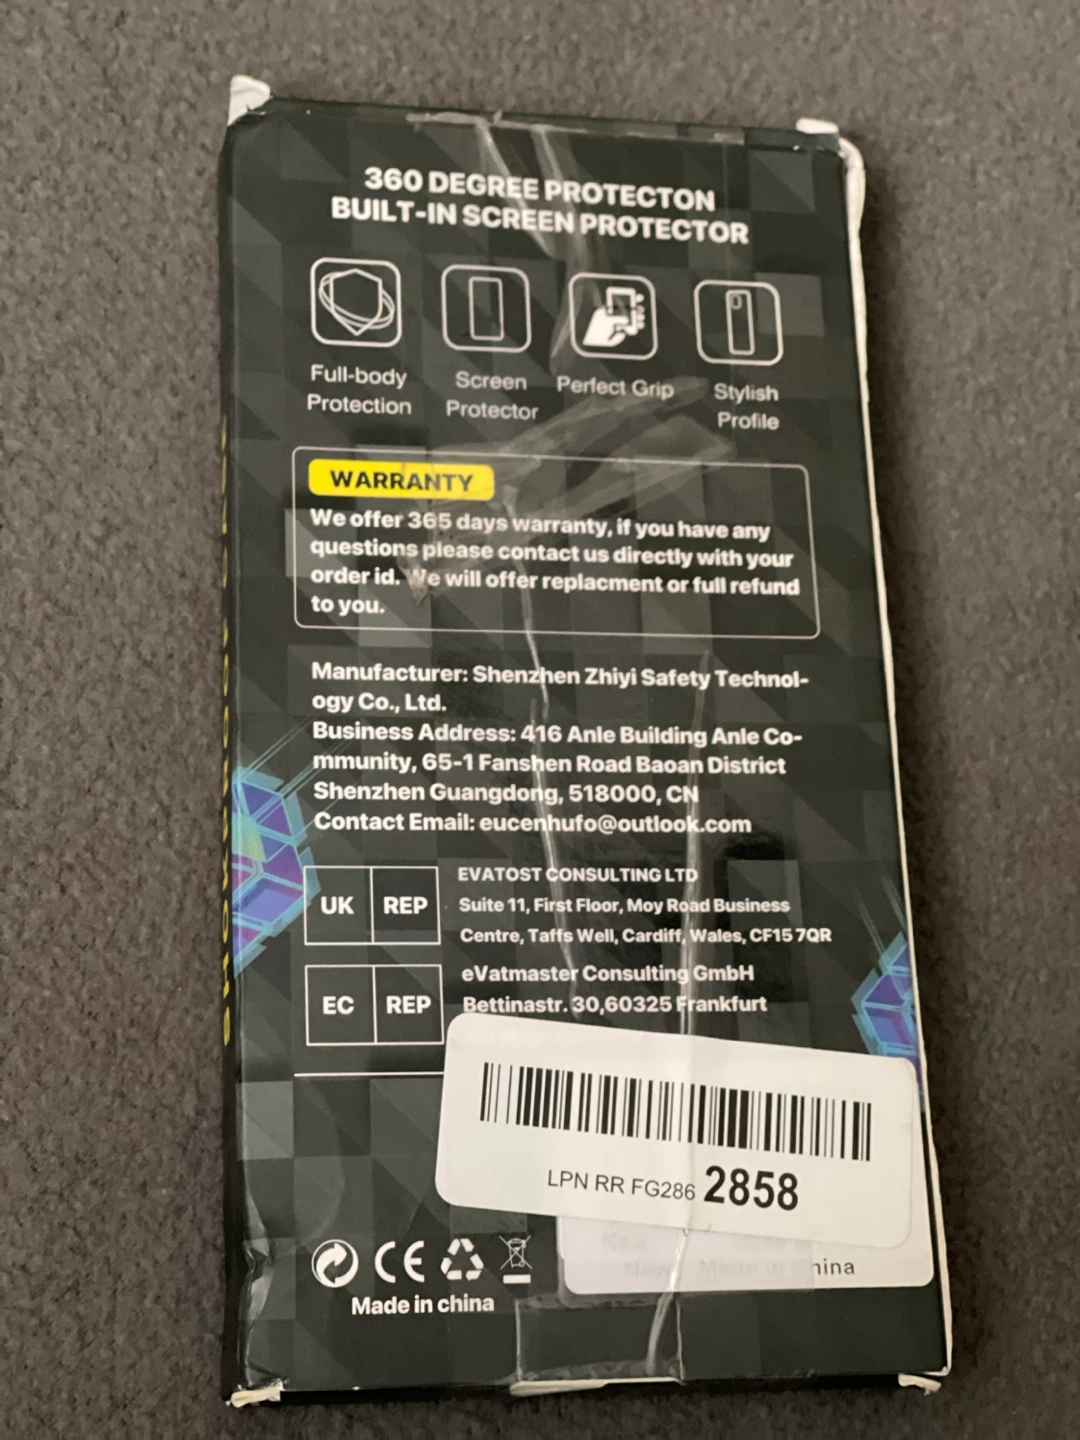 360 DEGREE PROTECTON
BUILT-IN SCREEN PROTECTOR
Full-body
Protection
Screen
Protector
Perfect Grip
Stylish
Profile
WARRANTY
We offer 365 days warranty, if you have any
questions please contact us directly with your
order id. We will offer replacment or full refund
to you.
Manufacturer: Shenzhen Zhiyi Safety Technol-
ogy Co., Ltd.
Business Address: 416 Anle Building Anle Co-
mmunity, 65-1 Fanshen Road Baoan District
Shenzhen Guangdong, 518000, CN
Contact Email: eucenhufo@outlook.com
UK REP
EVATOST CONSULTING LTD
Suite 11, First Floor, Moy Road Business
Centre, Taffs Well, Cardiff, Wales, CF15 7QR
EC REP
eVatmaster Consulting GmbH
Bettinastr. 30,60325 Frankfurt
LPN RR FG286 2858
New Made in China
CE
Made in china